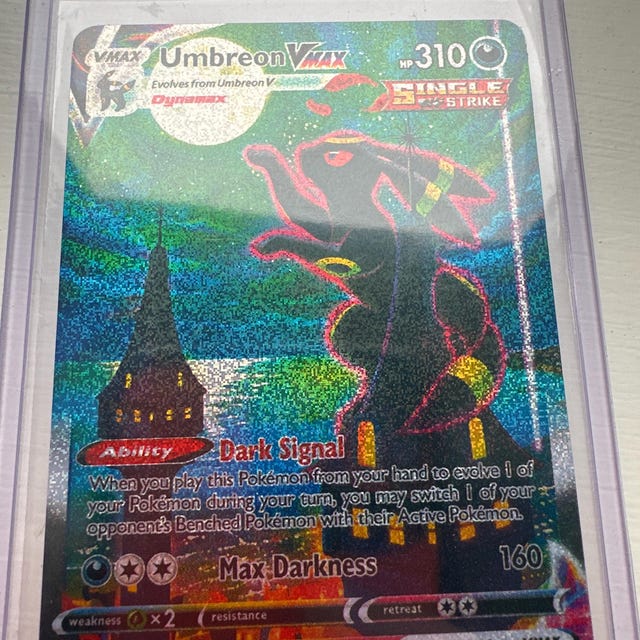 VMAX Umbreon VMAX HP 310
Evolves from Umbreon V
Dynamax
SINGLE
STRIKE
Ability Dark Signal
When you play this Pokémon from your hand to evolve 1 of
your Pokémon during your turn, you may switch 1 of your
opponent's Benched Pokémon with their Active Pokémon.
Max Darkness 160
weakness ×2 resistance retreat